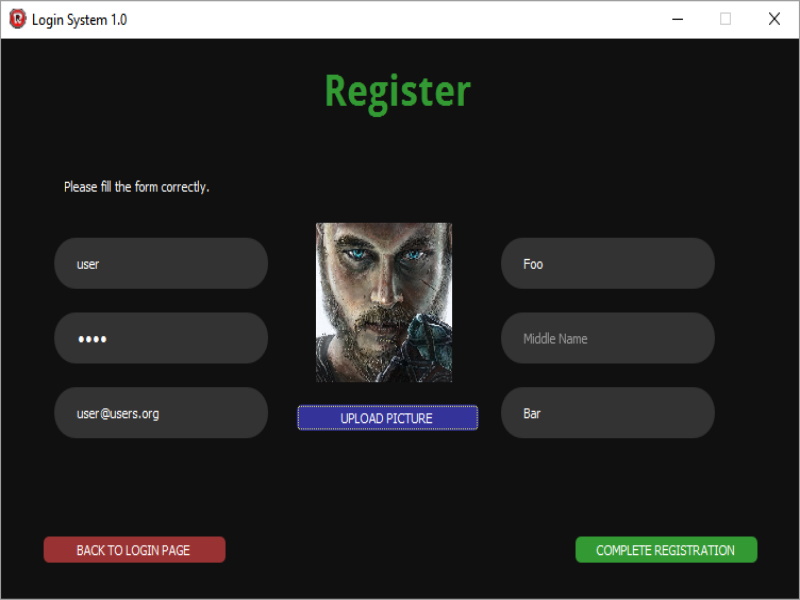 Login System 1.0
Register
Please fill the form correctly.
user
••••
user@users.org
UPLOAD PICTURE
Foo
Middle Name
Bar
BACK TO LOGIN PAGE
COMPLETE REGISTRATION